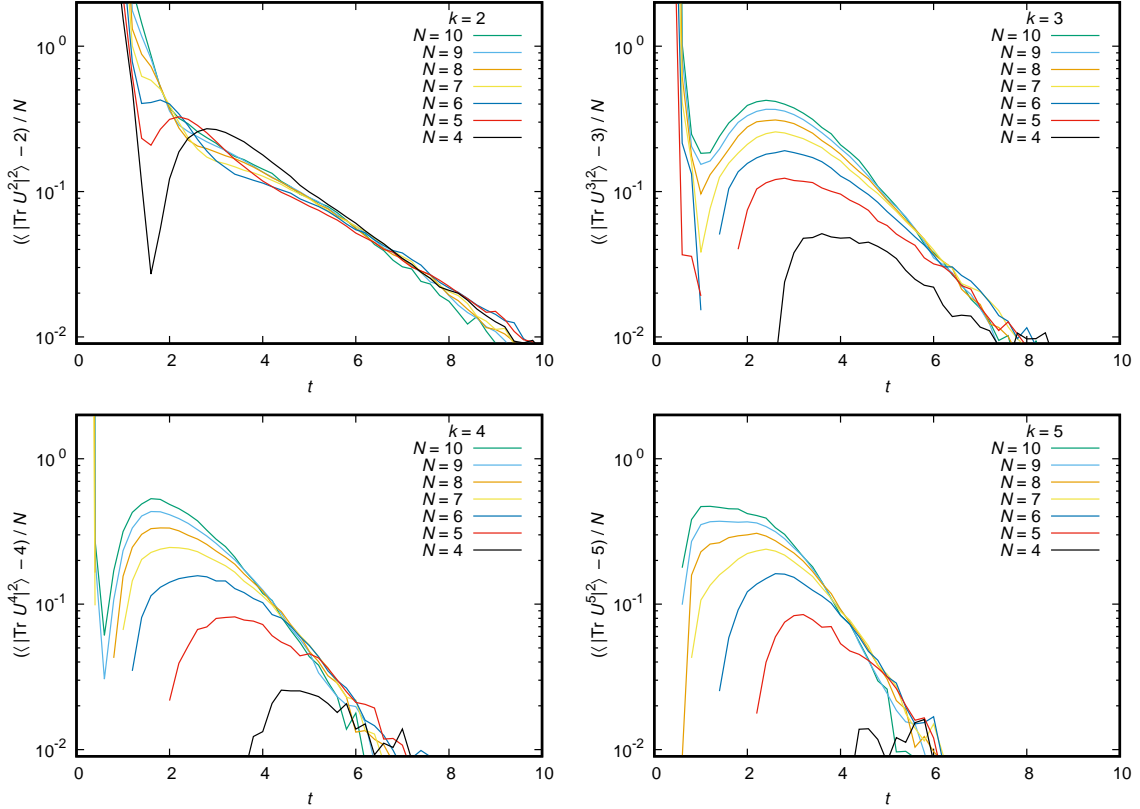 k = 2
N = 10
N = 9
N = 8
N = 7
N = 6
N = 5
N = 4
10^0
10^-1
10^-2
0 2 4 6 8 10
t
(⟨ |Tr U^2|^2⟩ − 2) / N
k = 3
N = 10
N = 9
N = 8
N = 7
N = 6
N = 5
N = 4
10^0
10^-1
10^-2
0 2 4 6 8 10
t
(⟨ |Tr U^3|^2⟩ − 3) / N
k = 4
N = 10
N = 9
N = 8
N = 7
N = 6
N = 5
N = 4
10^0
10^-1
10^-2
0 2 4 6 8 10
t
(⟨ |Tr U^4|^2⟩ − 4) / N
k = 5
N = 10
N = 9
N = 8
N = 7
N = 6
N = 5
N = 4
10^0
10^-1
10^-2
0 2 4 6 8 10
t
(⟨ |Tr U^5|^2⟩ − 5) / N